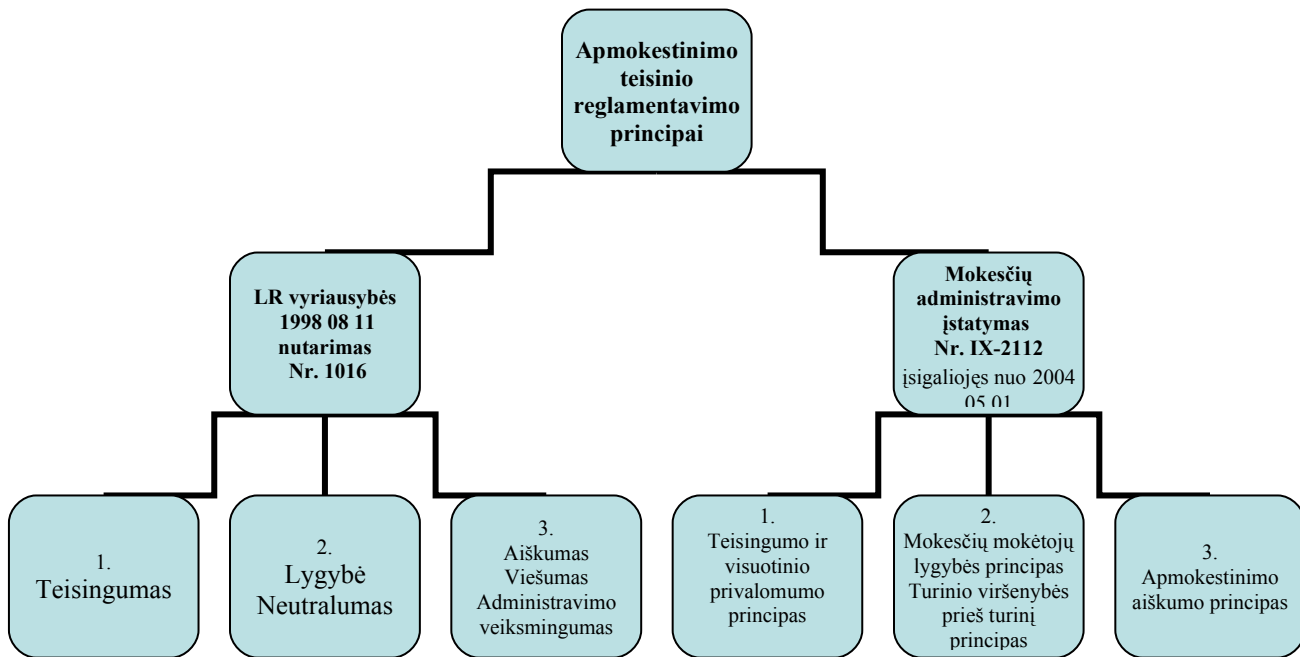 Apmokestinimo
teisinio
reglamentavimo
principai
LR vyriausybės
1998 08 11
nutarimas
Nr. 1016
Mokesčių
administravimo
įstatymas
Nr. IX-2112
įsigaliojęs nuo 2004
05 01
1.
Teisingumas
2.
Lygybė
Neutralumas
3.
Aiškumas
Viešumas
Administravimo
veiksmingumas
1.
Teisingumo ir
visuotinio
privalomumo
principas
2.
Mokesčių mokėtojų
lygybės principas
Turinio viršenybės
prieš turinį
principas
3.
Apmokestinimo
aiškumo principas